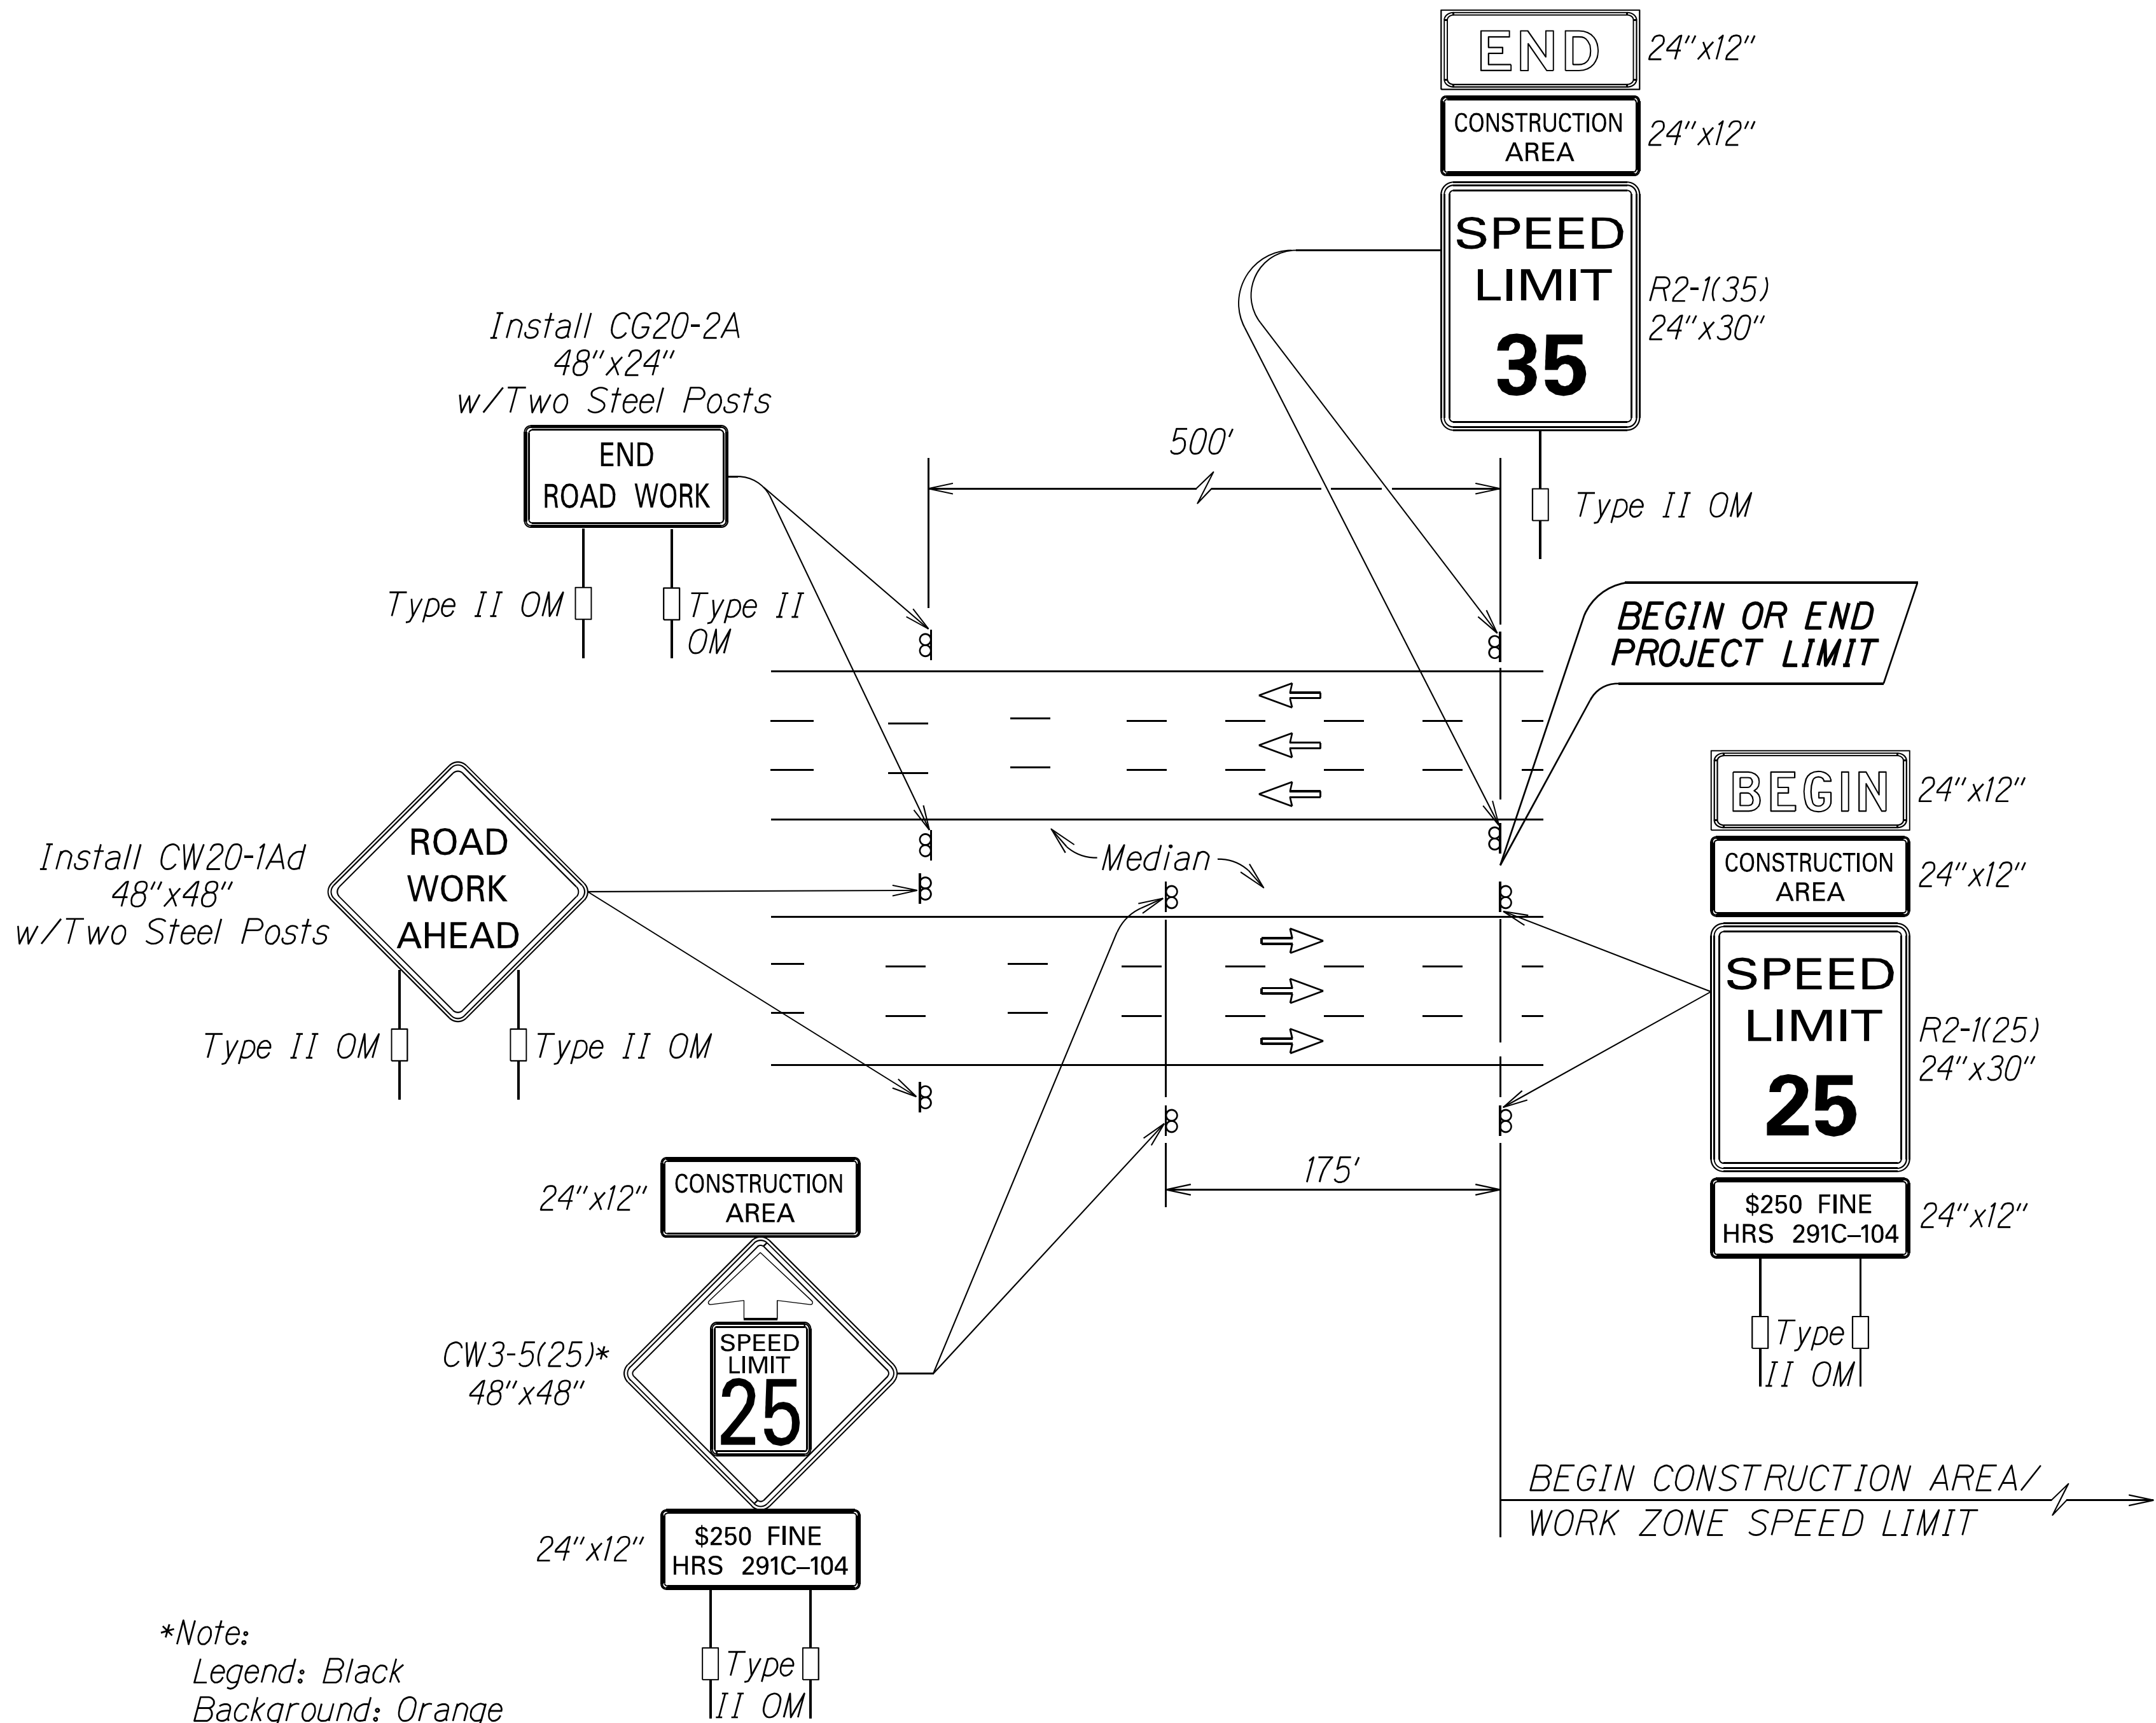 END
24"x12"
CONSTRUCTION
AREA
24"x12"
SPEED
LIMIT
35
R2-1(35)
24"x30"
Type II OM
Install CG20-2A
48"x24"
w/Two Steel Posts
END
ROAD WORK
Type II OM
Type II
OM
500'
BEGIN OR END
PROJECT LIMIT
Install CW20-1Ad
48"x48"
w/Two Steel Posts
ROAD
WORK
AHEAD
Type II OM
Type II OM
Median
BEGIN
24"x12"
CONSTRUCTION
AREA
24"x12"
SPEED
LIMIT
25
R2-1(25)
24"x30"
$250 FINE
HRS 291C–104
24"x12"
Type
II OM
175'
24"x12"
CONSTRUCTION
AREA
CW3-5(25)*
48"x48"
SPEED
LIMIT
25
24"x12"
$250 FINE
HRS 291C–104
Type
II OM
BEGIN CONSTRUCTION AREA/
WORK ZONE SPEED LIMIT
*Note:
Legend: Black
Background: Orange